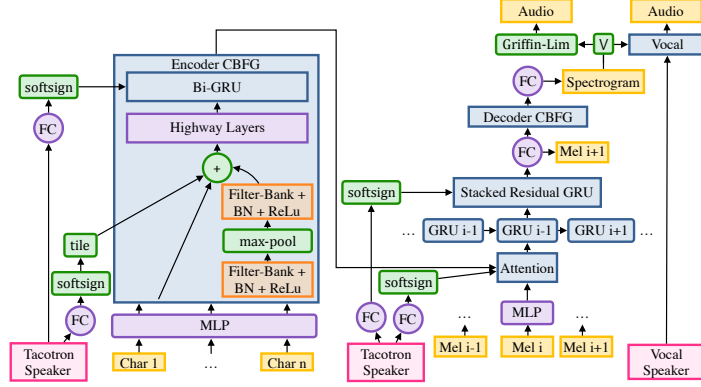 Audio
Audio
Griffin-Lim
V
Vocal
Encoder CBFG
softsign
Bi-GRU
FC
Spectrogram
FC
Highway Layers
Decoder CBFG
FC
Mel i+1
+
Filter-Bank +
BN + ReLu
softsign
Stacked Residual GRU
tile
max-pool
...
GRU i-1
GRU i-1
GRU i+1
...
softsign
Filter-Bank +
BN + ReLu
softsign
Attention
FC
MLP
FC
FC
...
MLP
...
Tacotron
Speaker
Char 1
...
Char n
Tacotron
Speaker
Mel i-1
Mel i
Mel i+1
Vocal
Speaker